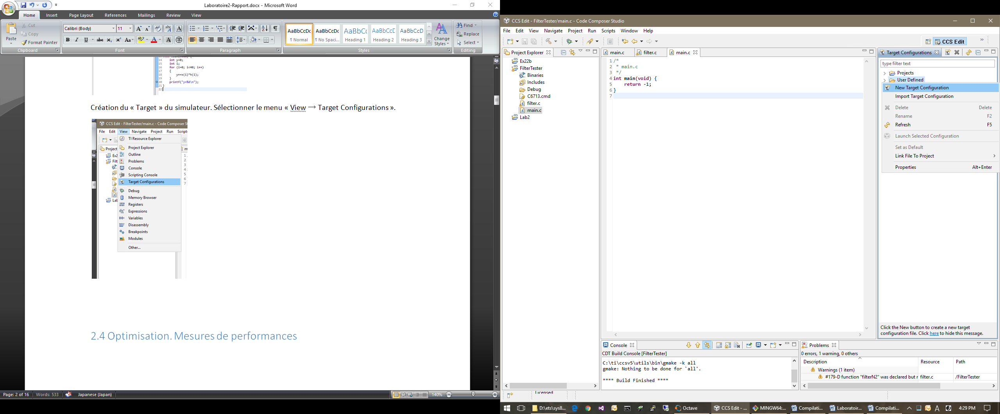 Laboratoire2-Rapport.docx - Microsoft Word
Home Insert Page Layout References Mailings Review View
Paste
Cut
Copy
Format Painter
Calibri (Body) 11
AaBbCcDc AaBbCcDc AaBbC( AaBbCcE AaBbCcD
¶ Normal ¶ No Spaci... Heading 1 Heading 2 Heading 3
Change Styles
Find
Replace
Select
Clipboard Font Paragraph Styles Editing
14 int y=0;
15 int i;
16 for (i=0; i<40; i++)
17 {
18 y+=x(i)*h(i);
19 }
20 printf("y=%d\n");
21 }
22
Création du « Target » du simulateur. Sélectionner le menu « View → Target Configurations ».
CCS Edit - FilterTester/main.c - Code Composer St
File Edit View Navigate Project Run Scripts
TI Resource Explorer
Project Explorer
Outline
Problems
Console
Scripting Console
Target Configurations
Debug
Memory Browser
Registers
Expressions
Variables
Disassembly
Breakpoints
Modules
Other...
Project
Ex2
Filt
Lab
1
2
3
4
5
6
7
2.4 Optimisation. Mesures de performances
Page: 2 of 16 Words: 533 Japanese (Japan) 140%
CCS Edit - FilterTester/main.c - Code Composer Studio
File Edit View Navigate Project Run Scripts Window Help
CCS Edit
Project Explorer
Ex22b
FilterTester
Binaries
Includes
Debug
C6713.cmd
filter.c
main.c
Lab2
main.c filter.c main.c
1 /*
2 * main.c
3 */
4 int main(void) {
5 return -1;
6 }
7
Target Configurations
type filter text
Projects
User Defined
New Target Configuration
Import Target Configuration
Delete Delete
Rename F2
Refresh F5
Launch Selected Configuration
Set as Default
Link File To Project
Properties Alt+Enter
Click the New button to create a new target
configuration file. Click here to hide this message.
Console
CDT Build Console [FilterTester]
C:\ti\ccsv5\utils\bin\gmake -k all
gmake: Nothing to be done for `all'.
**** Build Finished ****
Problems
0 errors, 1 warning, 0 others
Description Resource Path
Warnings (1 item)
#179-D function "filterN2" was declared but r filter.c /FilterTester
Licensed
D:\ets\sys8... Octave CCS Edit - ... MINGW64:... Compilati... Laboratoir... Compilati... 4:29 PM